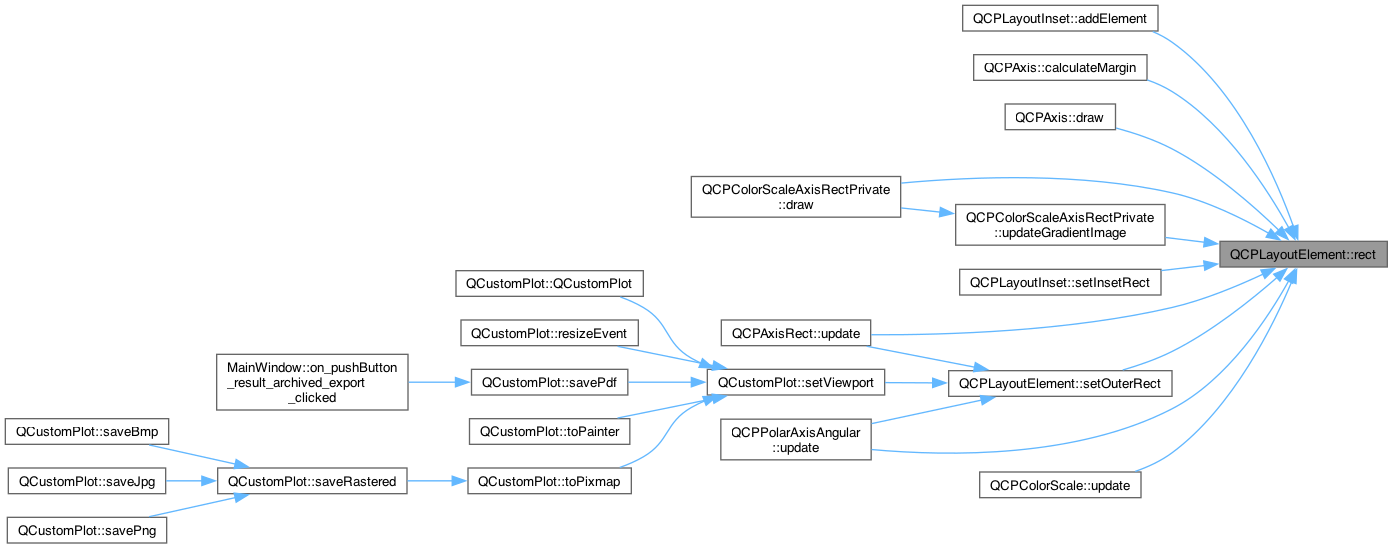 QCPLayoutInset::addElement
QCPAxis::calculateMargin
QCPAxis::draw
QCPColorScaleAxisRectPrivate
::draw
QCPColorScaleAxisRectPrivate
::updateGradientImage
QCPLayoutElement::rect
QCPLayoutInset::setInsetRect
QCustomPlot::QCustomPlot
QCustomPlot::resizeEvent
QCPAxisRect::update
MainWindow::on_pushButton
_result_archived_export
_clicked
QCustomPlot::savePdf
QCustomPlot::setViewport
QCPLayoutElement::setOuterRect
QCustomPlot::saveBmp
QCustomPlot::toPainter
QCPPolarAxisAngular
::update
QCustomPlot::saveJpg
QCustomPlot::saveRastered
QCustomPlot::toPixmap
QCPColorScale::update
QCustomPlot::savePng